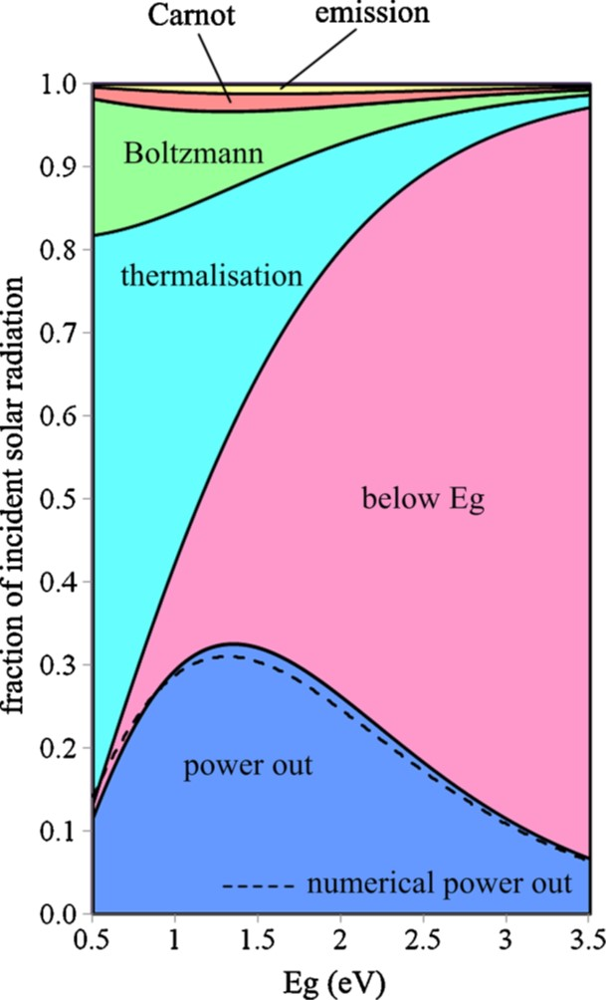 Carnot
emission
1.0
0.9
0.8
0.7
0.6
0.5
0.4
0.3
0.2
0.1
0.0
fraction of incident solar radiation
Boltzmann
thermalisation
below Eg
power out
numerical power out
0.5 1 1.5 2 2.5 3 3.5
Eg (eV)